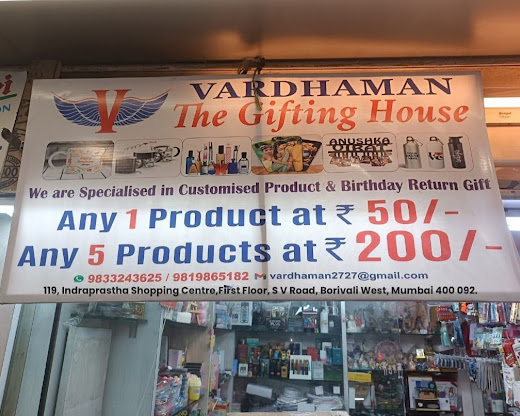 VARDHAMAN
V
The Gifting House
ANUSHKA
We are Specialised in Customised Product & Birthday Return Gift
Any 1 Product at ₹ 50/-
Any 5 Products at ₹ 200/-
9833243625 / 9819865182 vardhaman2727@gmail.com
119, Indraprastha Shopping Centre,First Floor, S V Road, Borivali West, Mumbai 400 092.